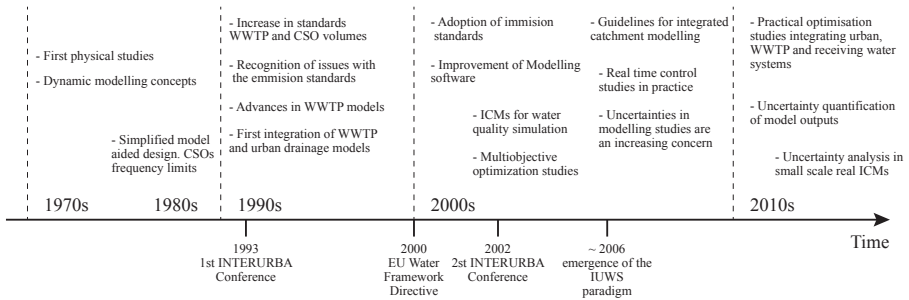 - First physical studies
- Dynamic modelling concepts
- Simplified model
aided design. CSOs
frequency limits
- Increase in standards
WWTP and CSO volumes
- Recognition of issues with
the emmision standards
- Advances in WWTP models
- First integration of WWTP
and urban drainage models
- Adoption of immision
standards
- Improvement of Modelling
software
- ICMs for water
quality simulation
- Multiobjective
optimization studies
- Guidelines for integrated
catchment modelling
- Real time control
studies in practice
- Uncertainties in
modelling studies are
an increasing concern
- Practical optimisation
studies integrating urban,
WWTP and receiving water
systems
- Uncertainty quantification
of model outputs
- Uncertainty analysis in
small scale real ICMs
1970s 1980s 1990s 2000s 2010s
Time
1993
1st INTERURBA
Conference
2000
EU Water
Framework
Directive
2002
2st INTERURBA
Conference
~ 2006
emergence of the
IUWS
paradigm